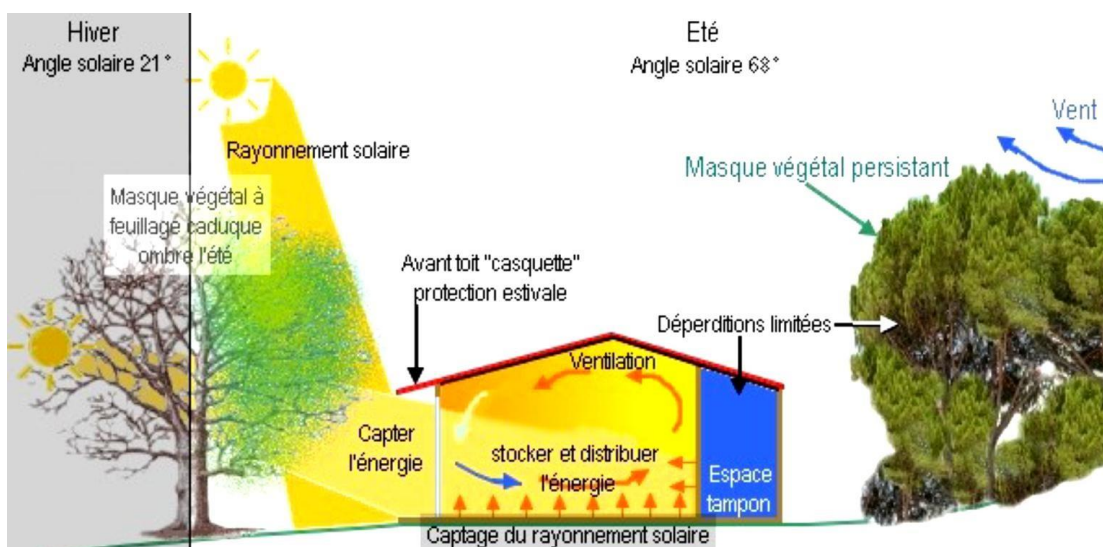 Hiver
Angle solaire 21°
Eté
Angle solaire 68°
Vent
Rayonnement solaire
Masque végétal persistant
Masque végétal à
feuillage caduque
ombre l'été
Avant toit "casquette"
protection estivale
Déperditions limitées
Ventilation
Capter
l'énergie
stocker et distribuer
l'énergie
Espace
tampon
Captage du rayonnement solaire